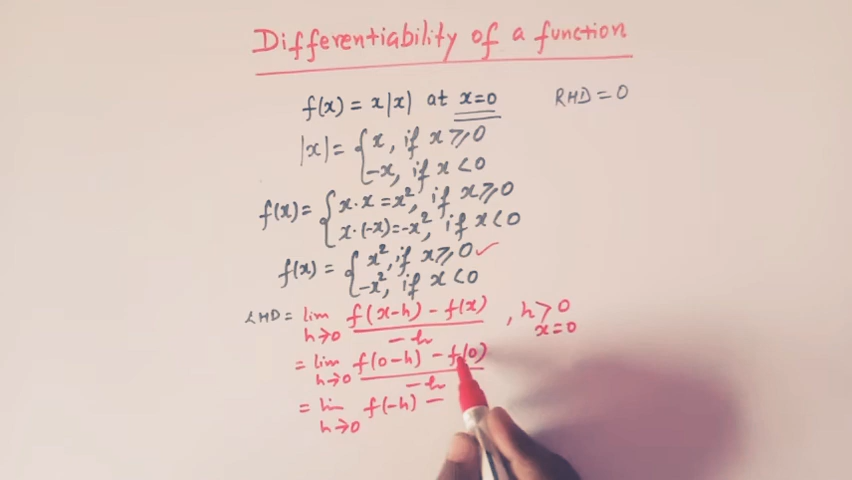 Differentiability of a function
f(x) = x|x| at x=0
RHD = 0
|x| = { x, if x ⩾ 0
-x, if x < 0
f(x) = { x·x = x², if x ⩾ 0
x·(-x) = -x², if x < 0
f(x) = { x², if x ⩾ 0 ✓
-x², if x < 0
LHD = lim h→0 f(x-h) - f(x) / -h , h > 0
x=0
= lim h→0 f(0-h) - f(0) / -h
= lim h→0 f(-h) -